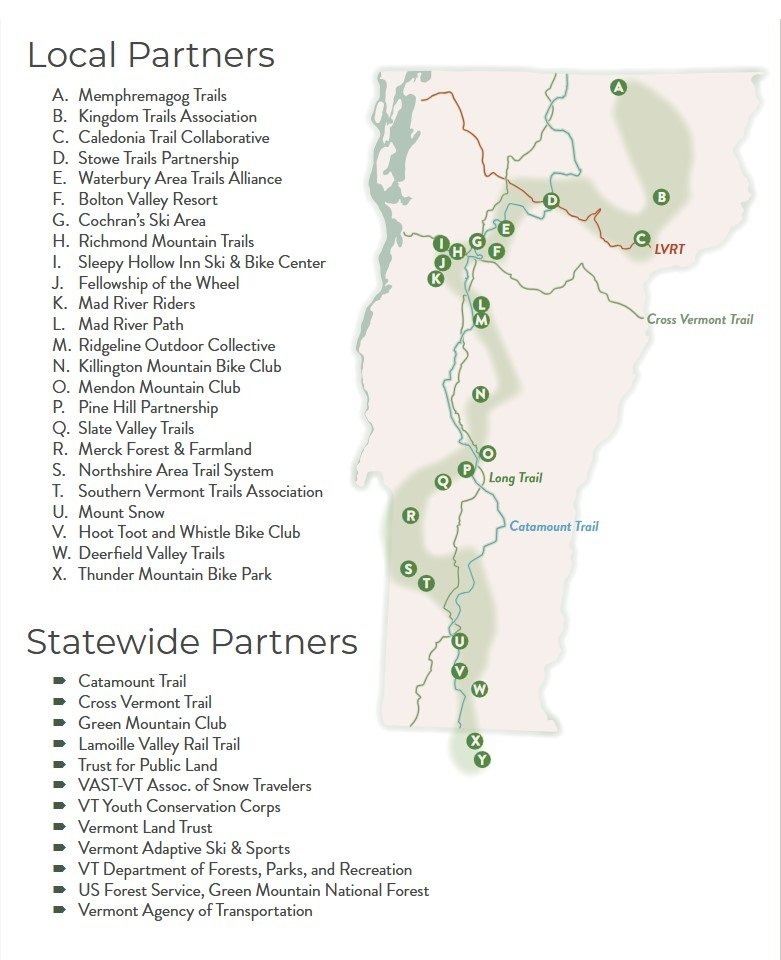 Local Partners
A. Memphremagog Trails
B. Kingdom Trails Association
C. Caledonia Trail Collaborative
D. Stowe Trails Partnership
E. Waterbury Area Trails Alliance
F. Bolton Valley Resort
G. Cochran's Ski Area
H. Richmond Mountain Trails
I. Sleepy Hollow Inn Ski & Bike Center
J. Fellowship of the Wheel
K. Mad River Riders
L. Mad River Path
M. Ridgeline Outdoor Collective
N. Killington Mountain Bike Club
O. Mendon Mountain Club
P. Pine Hill Partnership
Q. Slate Valley Trails
R. Merck Forest & Farmland
S. Northshire Area Trail System
T. Southern Vermont Trails Association
U. Mount Snow
V. Hoot Toot and Whistle Bike Club
W. Deerfield Valley Trails
X. Thunder Mountain Bike Park
Statewide Partners
Catamount Trail
Cross Vermont Trail
Green Mountain Club
Lamoille Valley Rail Trail
Trust for Public Land
VAST-VT Assoc. of Snow Travelers
VT Youth Conservation Corps
Vermont Land Trust
Vermont Adaptive Ski & Sports
VT Department of Forests, Parks, and Recreation
US Forest Service, Green Mountain National Forest
Vermont Agency of Transportation
A
B
D
E
C
I
G
H
F
LVRT
J
K
L
M
Cross Vermont Trail
N
O
P
Long Trail
Q
R
Catamount Trail
S
T
U
V
W
X
Y